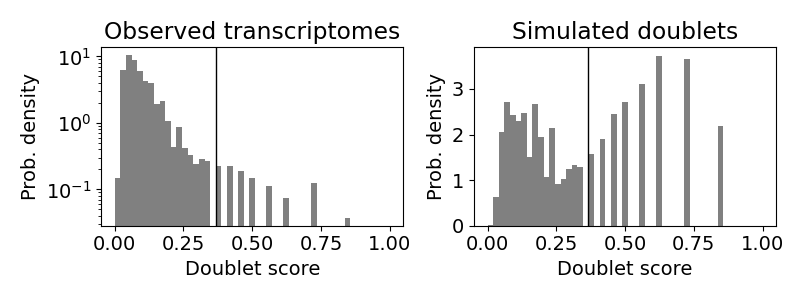 Observed transcriptomes
Prob. density
10¹
10⁰
10⁻¹
0.00 0.25 0.50 0.75 1.00
Doublet score
Simulated doublets
Prob. density
3
2
1
0
0.00 0.25 0.50 0.75 1.00
Doublet score